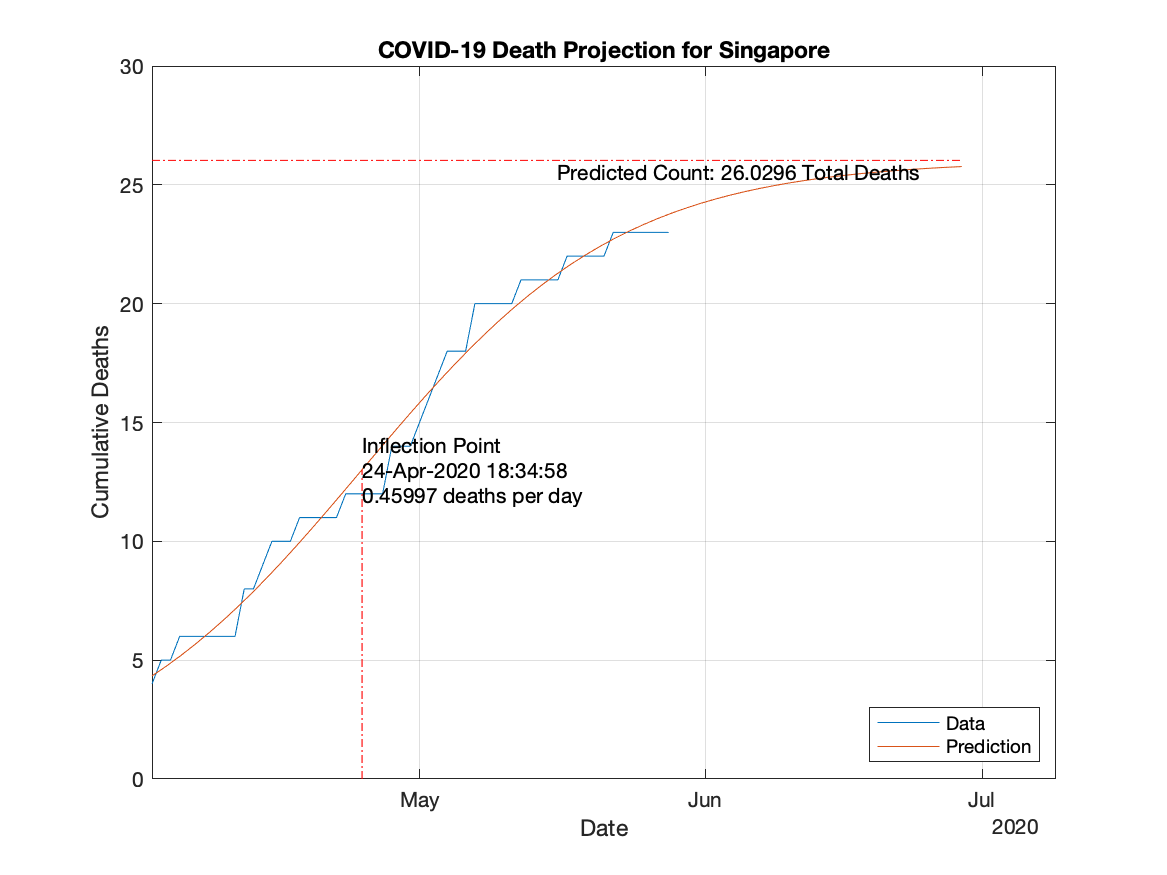 COVID-19 Death Projection for Singapore
30
25
20
15
10
5
0
Cumulative Deaths
Predicted Count: 26.0296 Total Deaths
Inflection Point
24-Apr-2020 18:34:58
0.45997 deaths per day
Data
Prediction
May Jun Jul
Date
2020